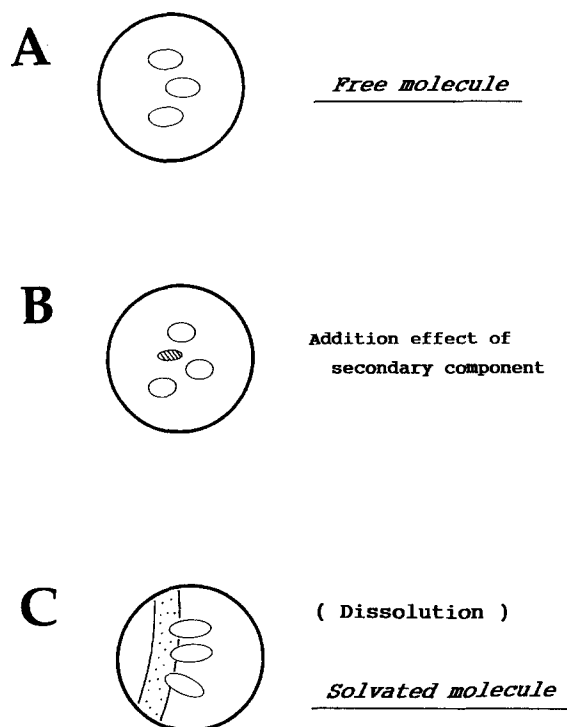 A
Free molecule
B
Addition effect of
secondary component
C
( Dissolution )
Solvated molecule